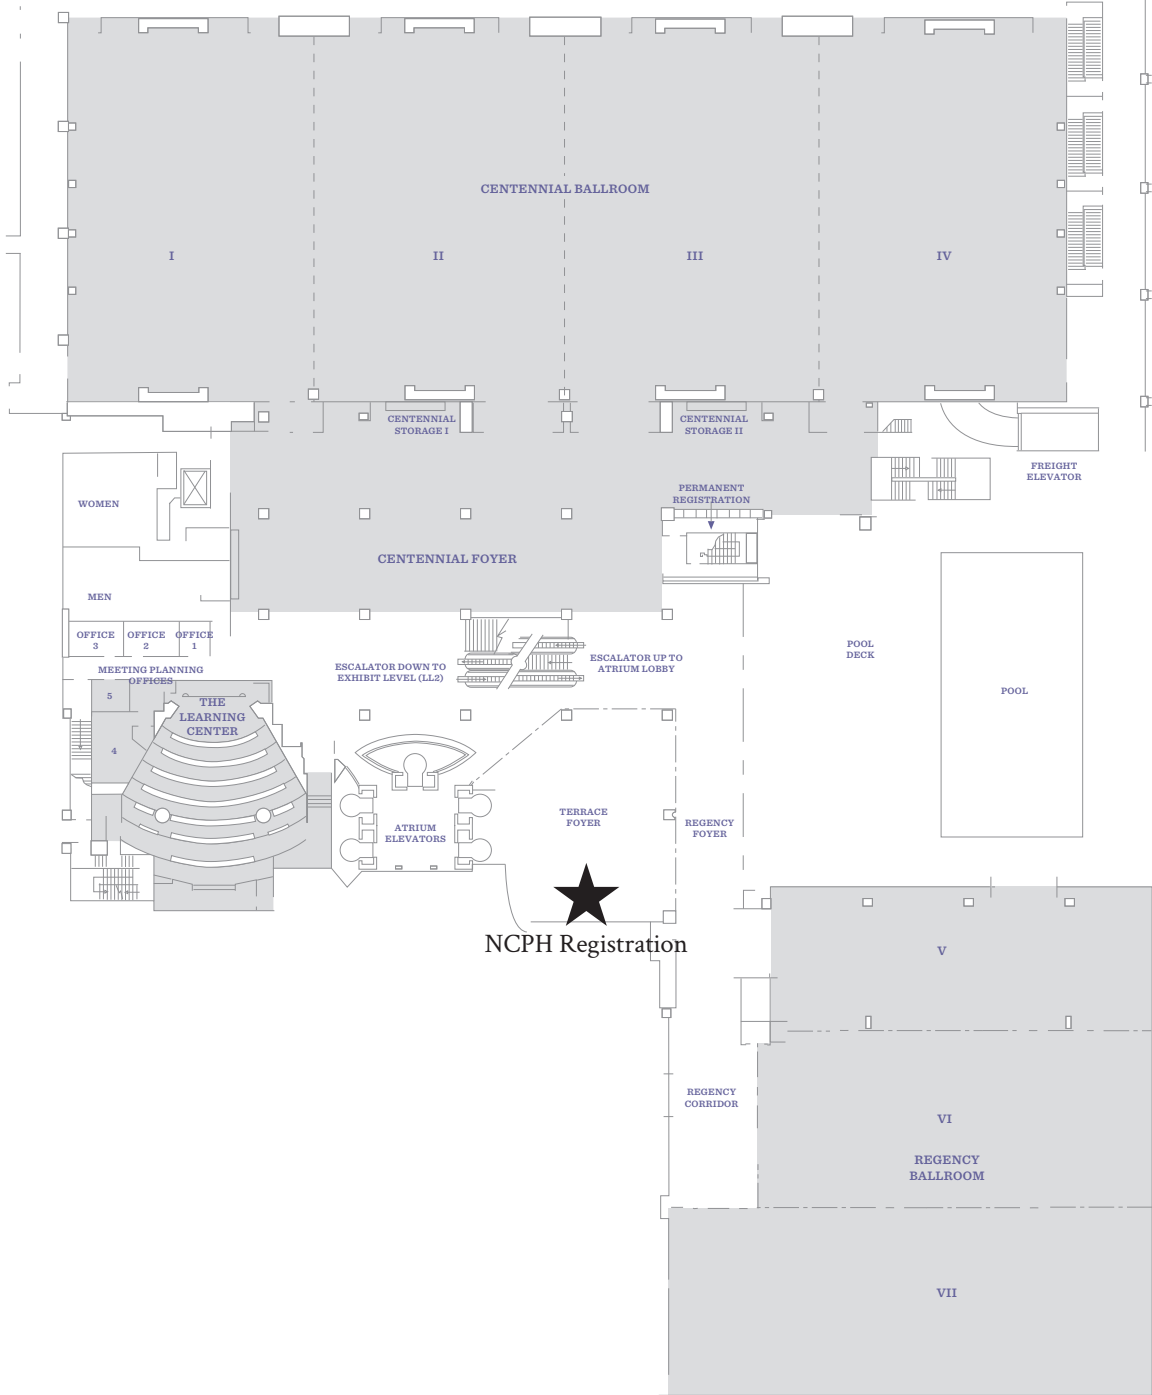 CENTENNIAL BALLROOM
I
II
III
IV
CENTENNIAL
STORAGE I
CENTENNIAL
STORAGE II
FREIGHT
ELEVATOR
PERMANENT
REGISTRATION
WOMEN
CENTENNIAL FOYER
MEN
OFFICE
3
OFFICE
2
OFFICE
1
MEETING PLANNING
OFFICES
ESCALATOR DOWN TO
EXHIBIT LEVEL (LL2)
ESCALATOR UP TO
ATRIUM LOBBY
POOL
DECK
POOL
5
4
THE
LEARNING
CENTER
ATRIUM
ELEVATORS
TERRACE
FOYER
REGENCY
FOYER
NCPH Registration
V
REGENCY
CORRIDOR
VI
REGENCY
BALLROOM
VII